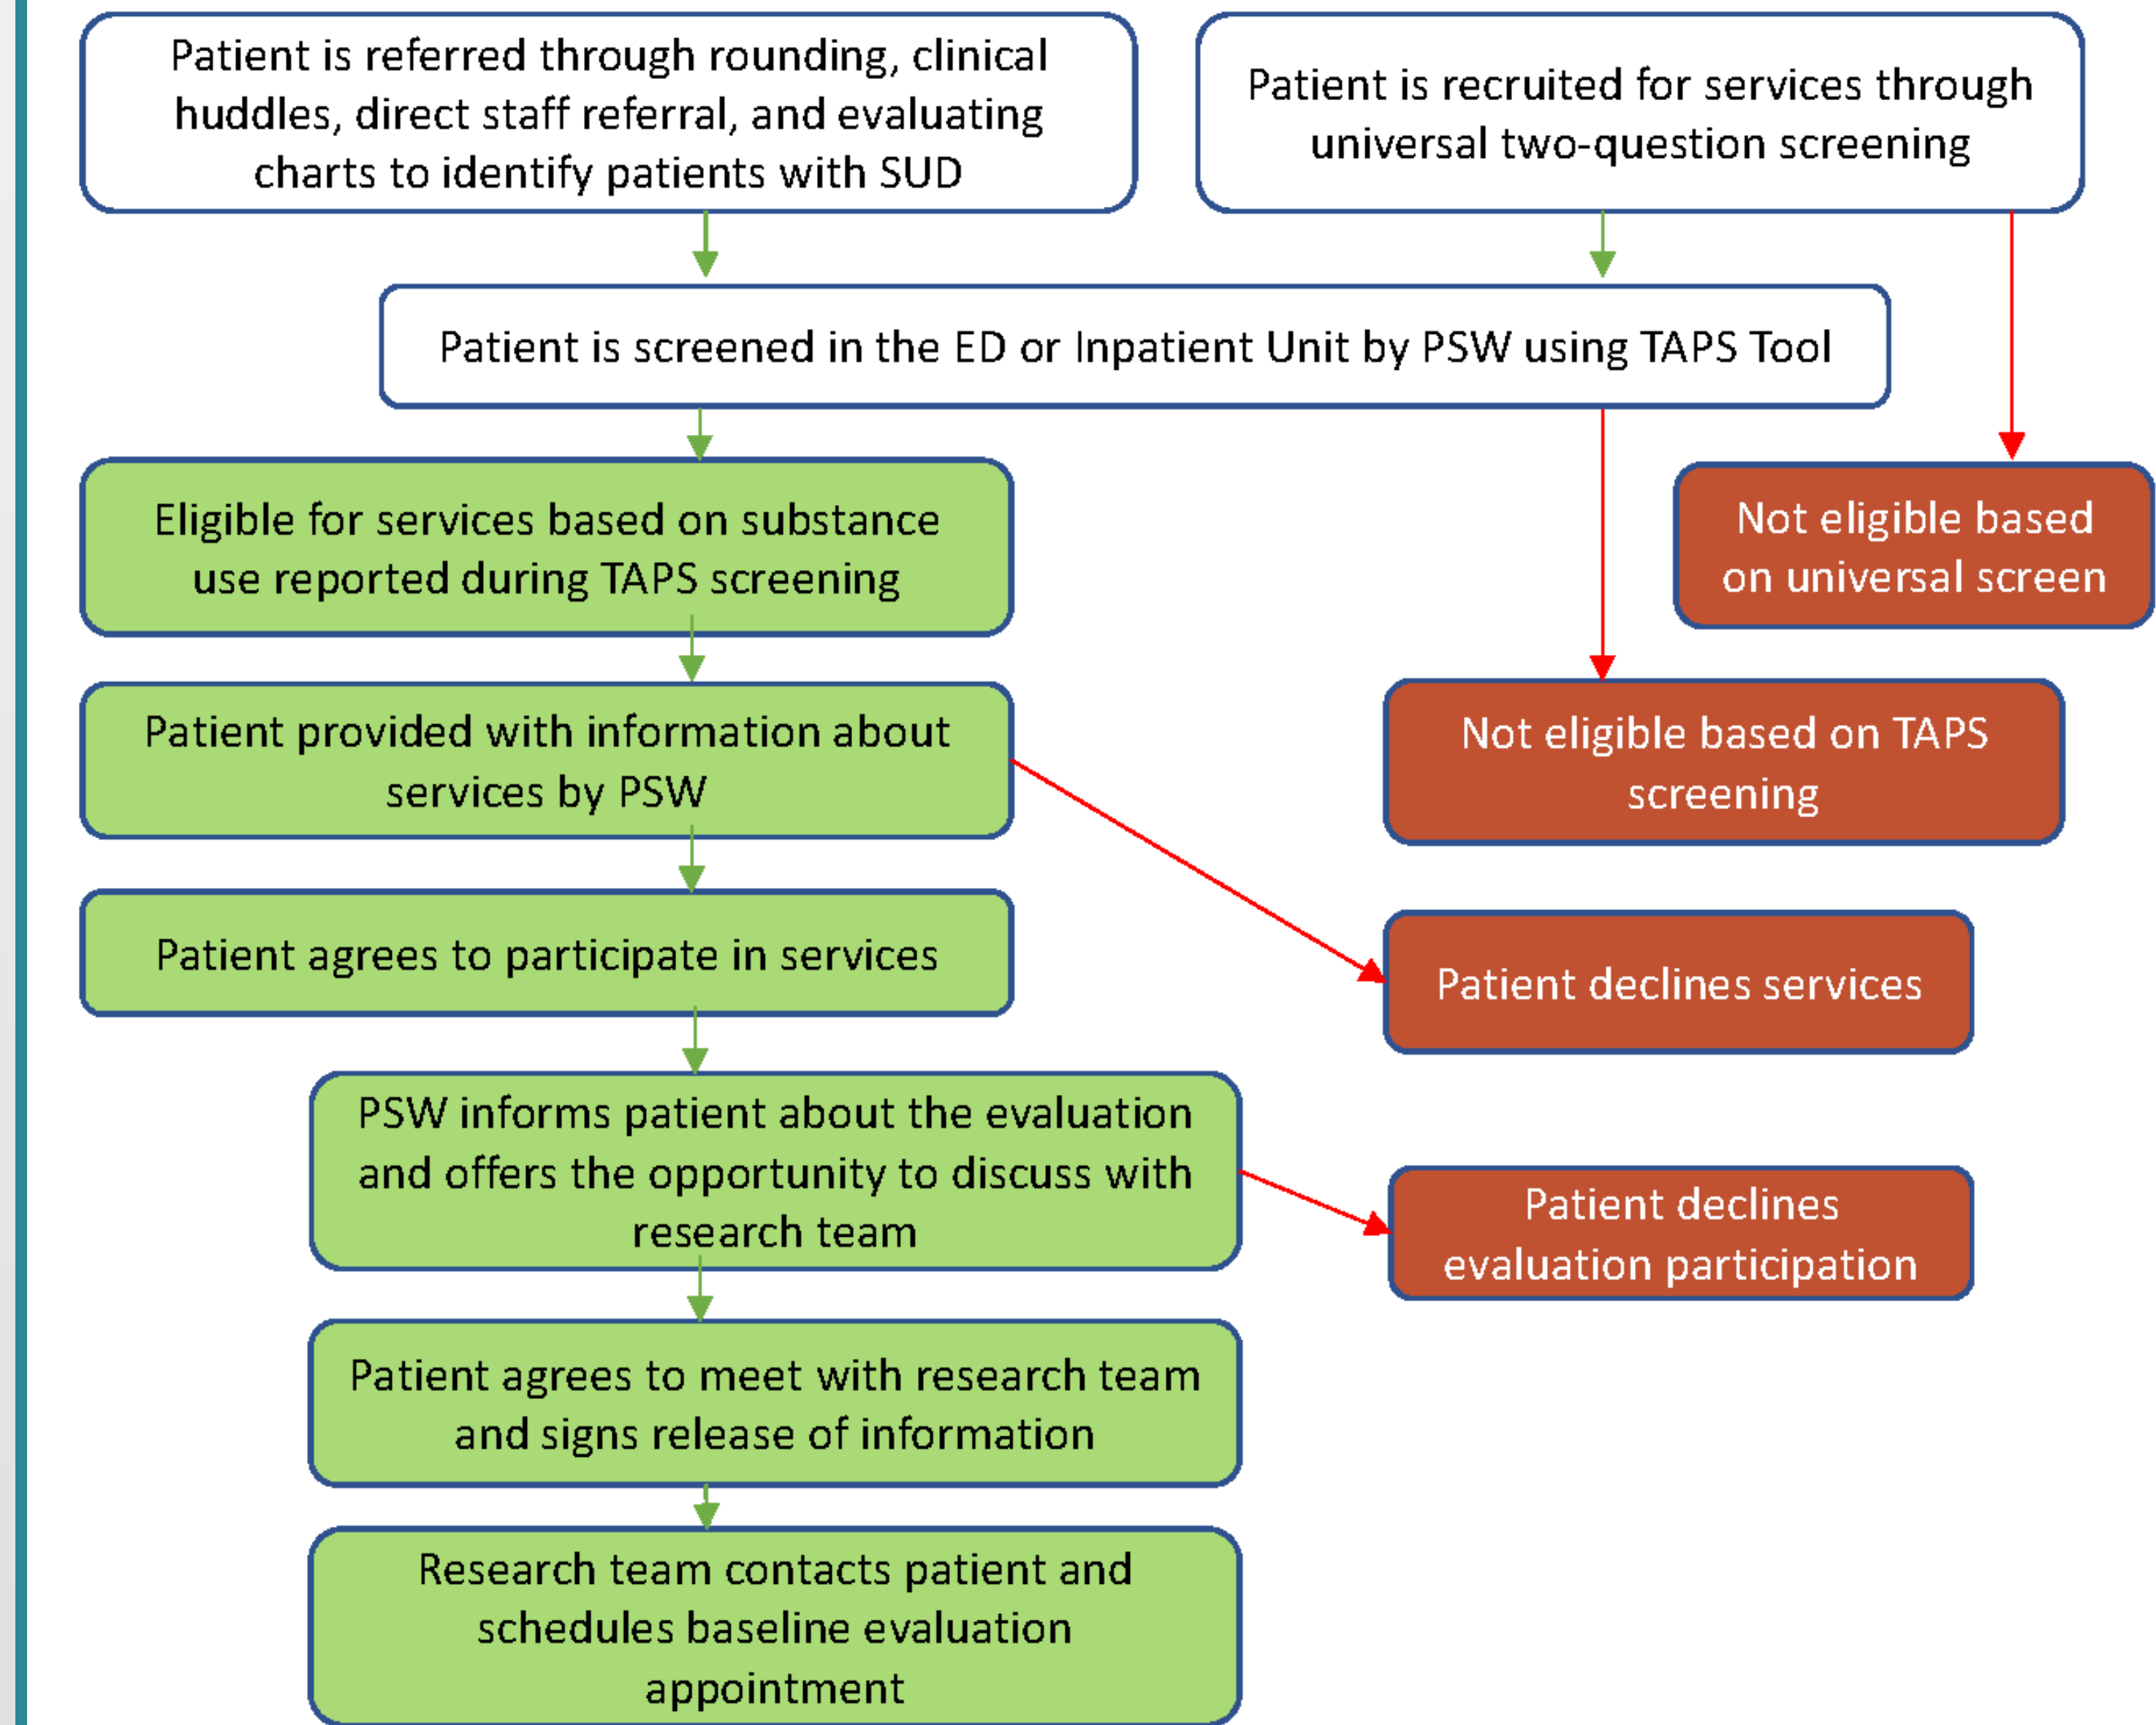 Patient is referred through rounding, clinical
huddles, direct staff referral, and evaluating
charts to identify patients with SUD
Patient is recruited for services through
universal two-question screening
Patient is screened in the ED or Inpatient Unit by PSW using TAPS Tool
Eligible for services based on substance
use reported during TAPS screening
Not eligible based
on universal screen
Patient provided with information about
services by PSW
Not eligible based on TAPS
screening
Patient agrees to participate in services
Patient declines services
PSW informs patient about the evaluation
and offers the opportunity to discuss with
research team
Patient declines
evaluation participation
Patient agrees to meet with research team
and signs release of information
Research team contacts patient and
schedules baseline evaluation
appointment